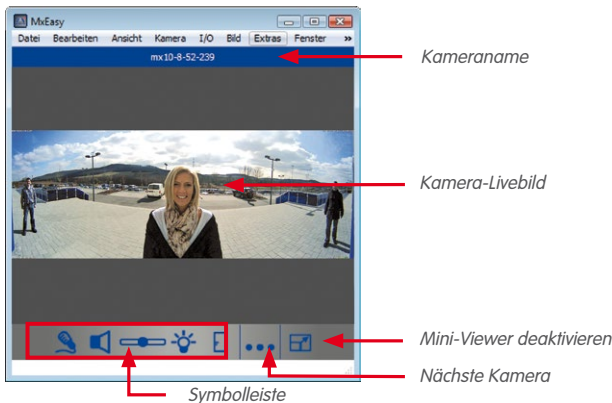 MxEasy
Datei Bearbeiten Ansicht Kamera I/O Bild Extras Fenster »
mx10-8-52-239
Kameraname
Kamera-Livebild
Mini-Viewer deaktivieren
Nächste Kamera
Symbolleiste